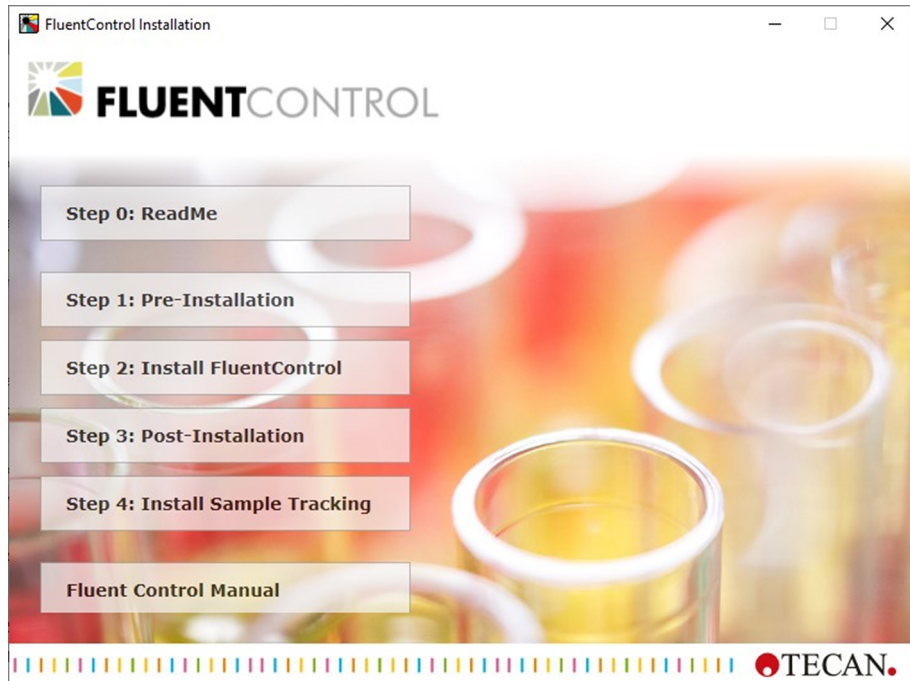 FluentControl Installation
FLUENTCONTROL
Step 0: ReadMe
Step 1: Pre-Installation
Step 2: Install FluentControl
Step 3: Post-Installation
Step 4: Install Sample Tracking
Fluent Control Manual
TECAN.